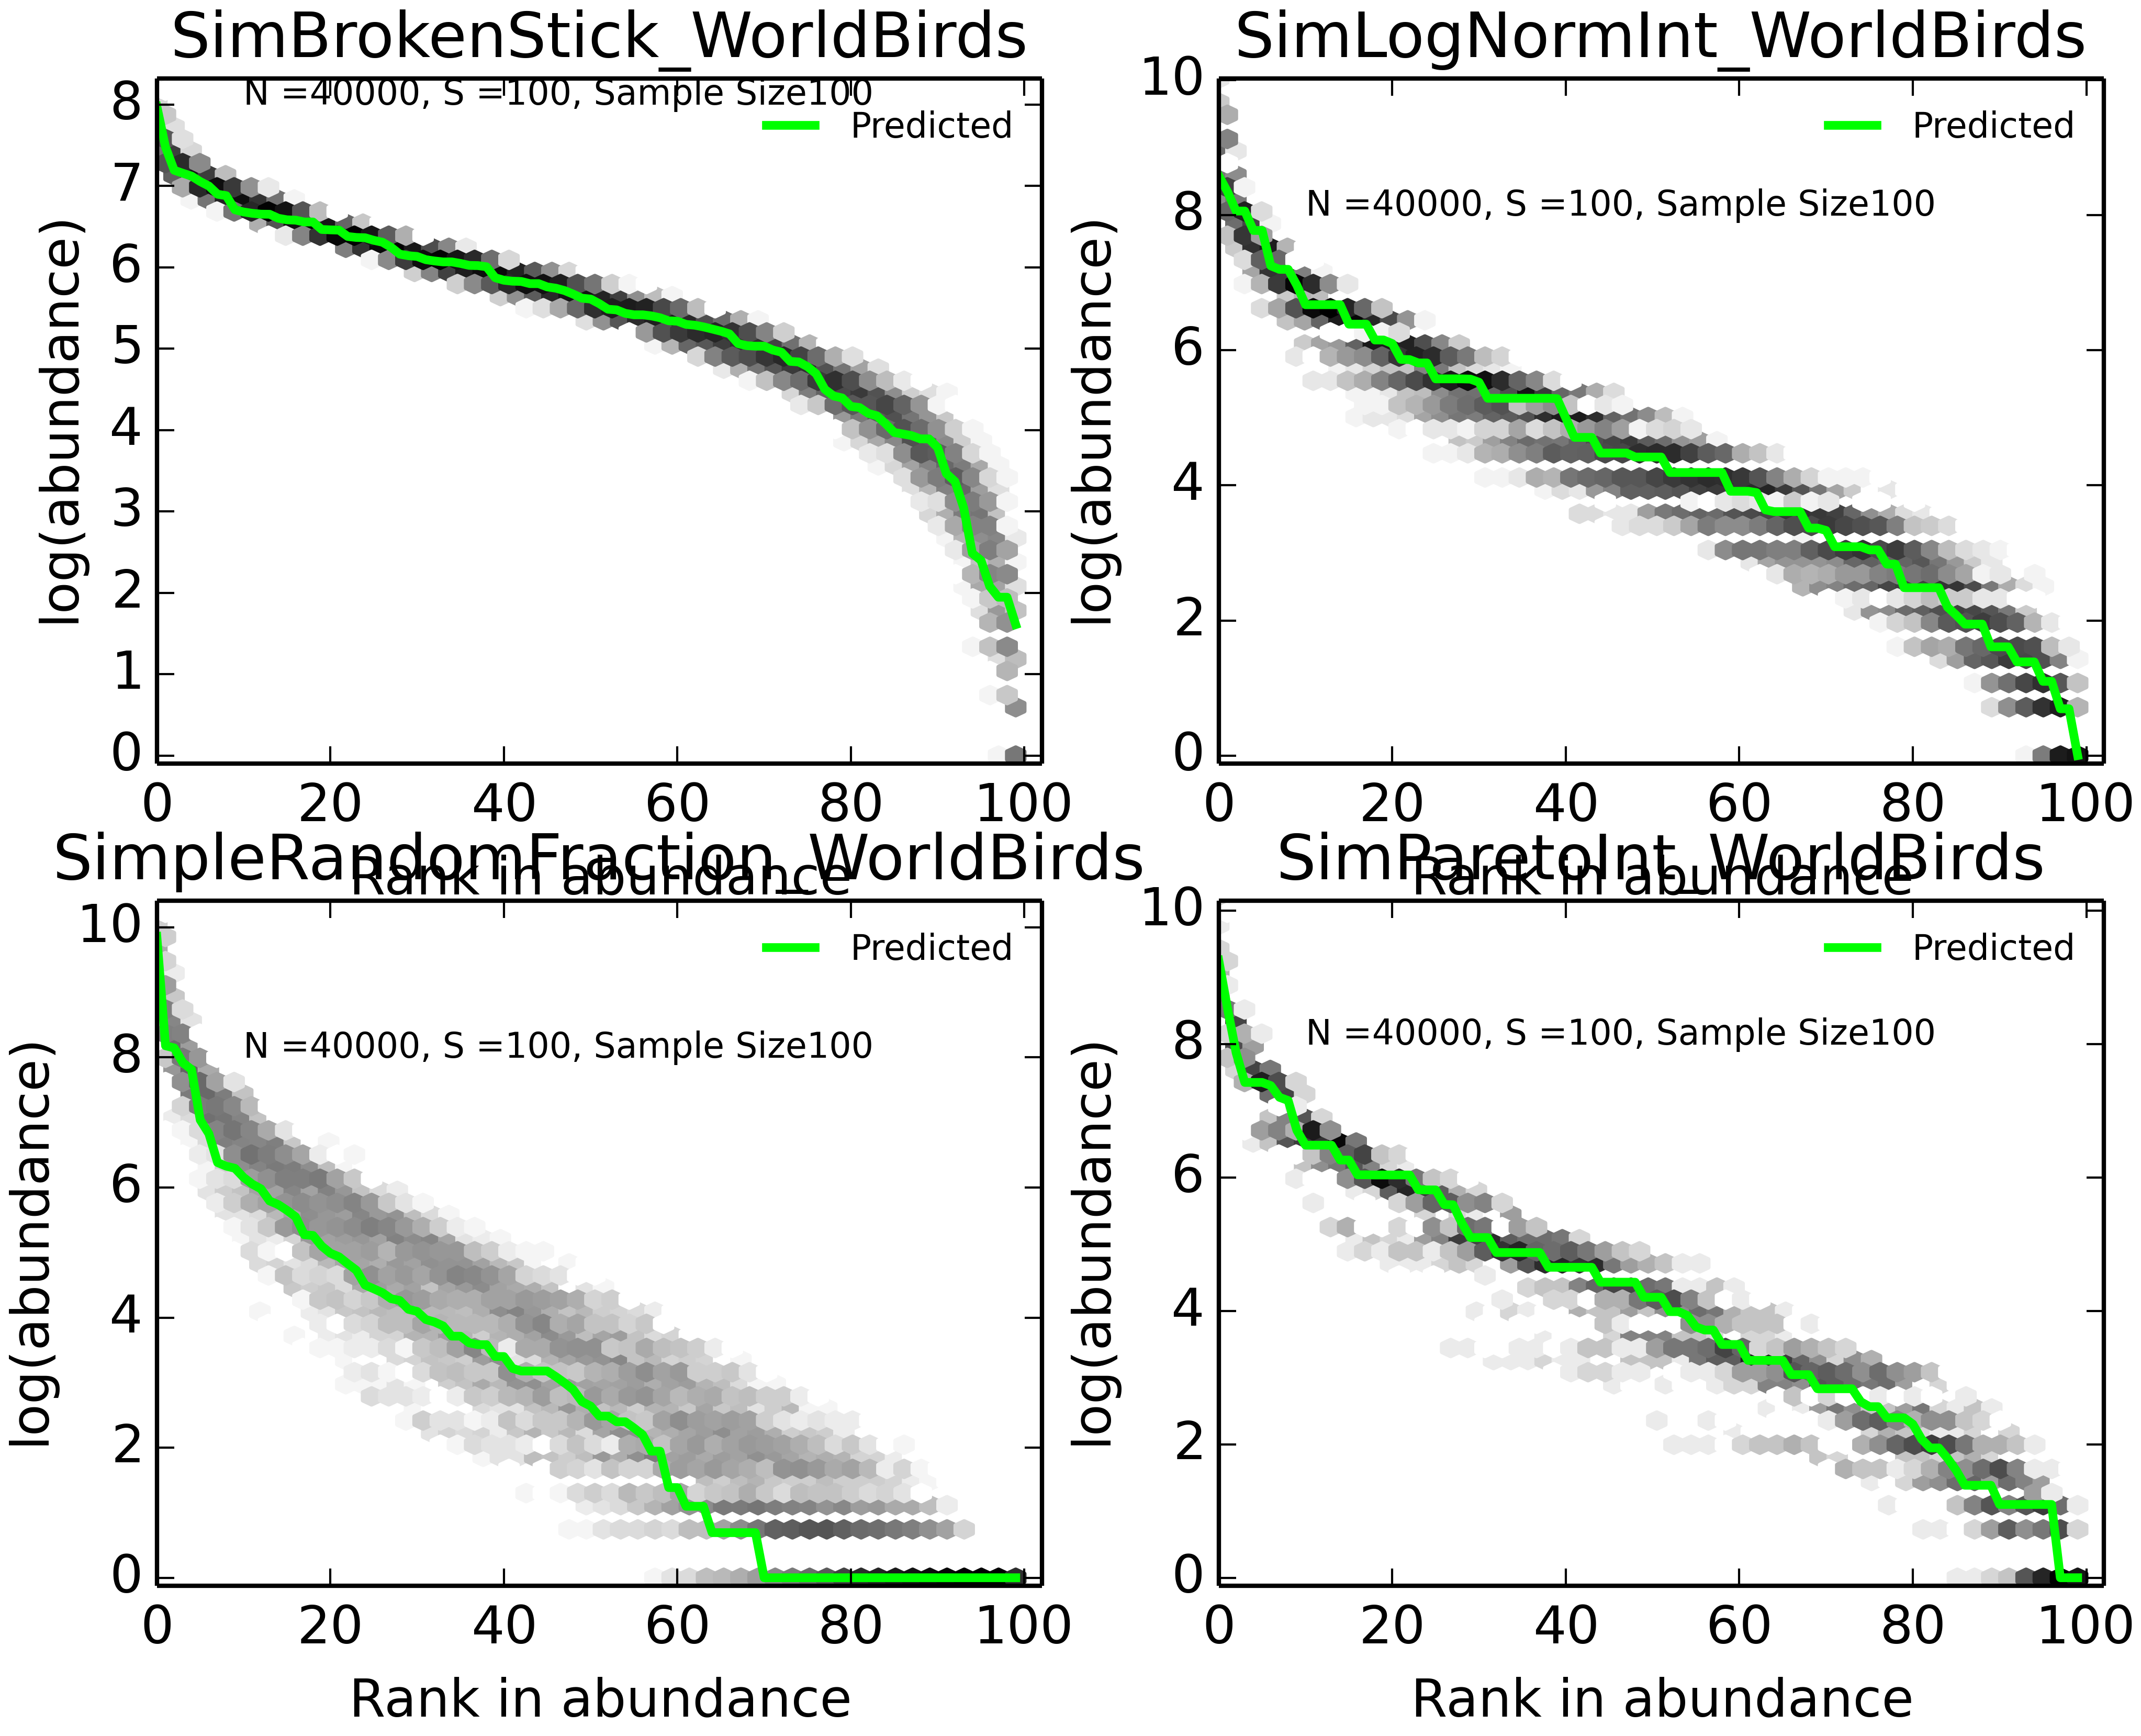 SimBrokenStick_WorldBirds
N =40000, S =100, Sample Size100
Predicted
log(abundance)
8
7
6
5
4
3
2
1
0
0 20 40 60 80 100
Rank in abundance
SimLogNormInt_WorldBirds
Predicted
N =40000, S =100, Sample Size100
log(abundance)
10
8
6
4
2
0
0 20 40 60 80 100
Rank in abundance
SimpleRandomFraction_WorldBirds
Predicted
N =40000, S =100, Sample Size100
log(abundance)
10
8
6
4
2
0
0 20 40 60 80 100
Rank in abundance
SimParetoInt_WorldBirds
Predicted
N =40000, S =100, Sample Size100
log(abundance)
10
8
6
4
2
0
0 20 40 60 80 100
Rank in abundance